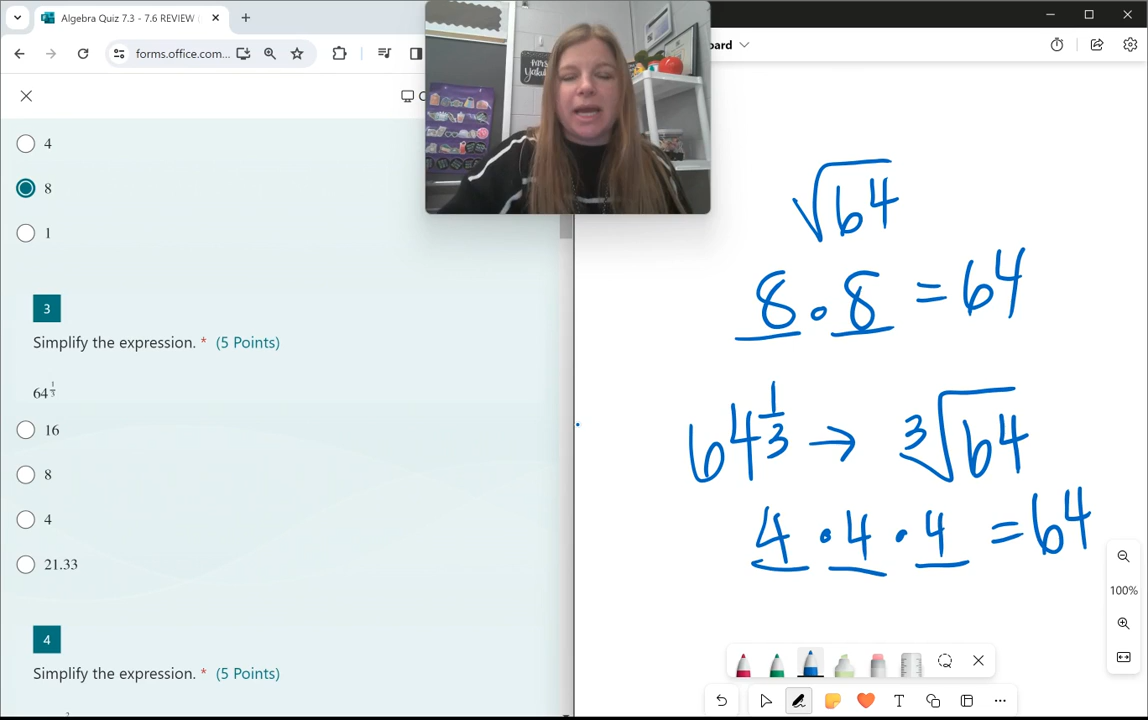 Algebra Quiz 7.3 - 7.6 REVIEW
forms.office.com...
board
4
8
1
3
Simplify the expression. * (5 Points)
64^{1/3}
16
8
4
21.33
4
Simplify the expression. * (5 Points)
√64
8 • 8 = 64
64^{1/3} → ∛64
4 • 4 • 4 = 64
100%